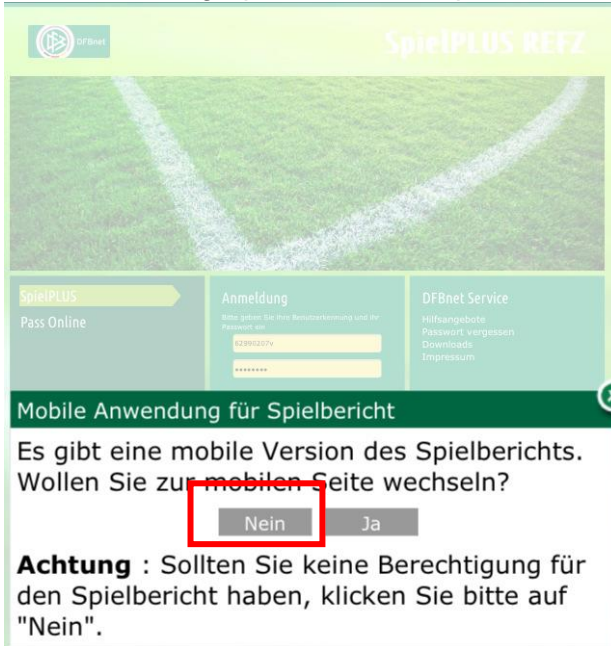 DFBnet
SpielPLUS REFZ
SpielPLUS
Pass Online
Anmeldung
Bitte geben Sie Ihre Benutzerkennung und Ihr
Passwort ein
62990207v
••••••••
DFBnet Service
Hilfsangebote
Passwort vergessen
Downloads
Impressum
Mobile Anwendung für Spielbericht
Es gibt eine mobile Version des Spielberichts.
Wollen Sie zur mobilen Seite wechseln?
Nein
Ja
Achtung : Sollten Sie keine Berechtigung für
den Spielbericht haben, klicken Sie bitte auf
"Nein".